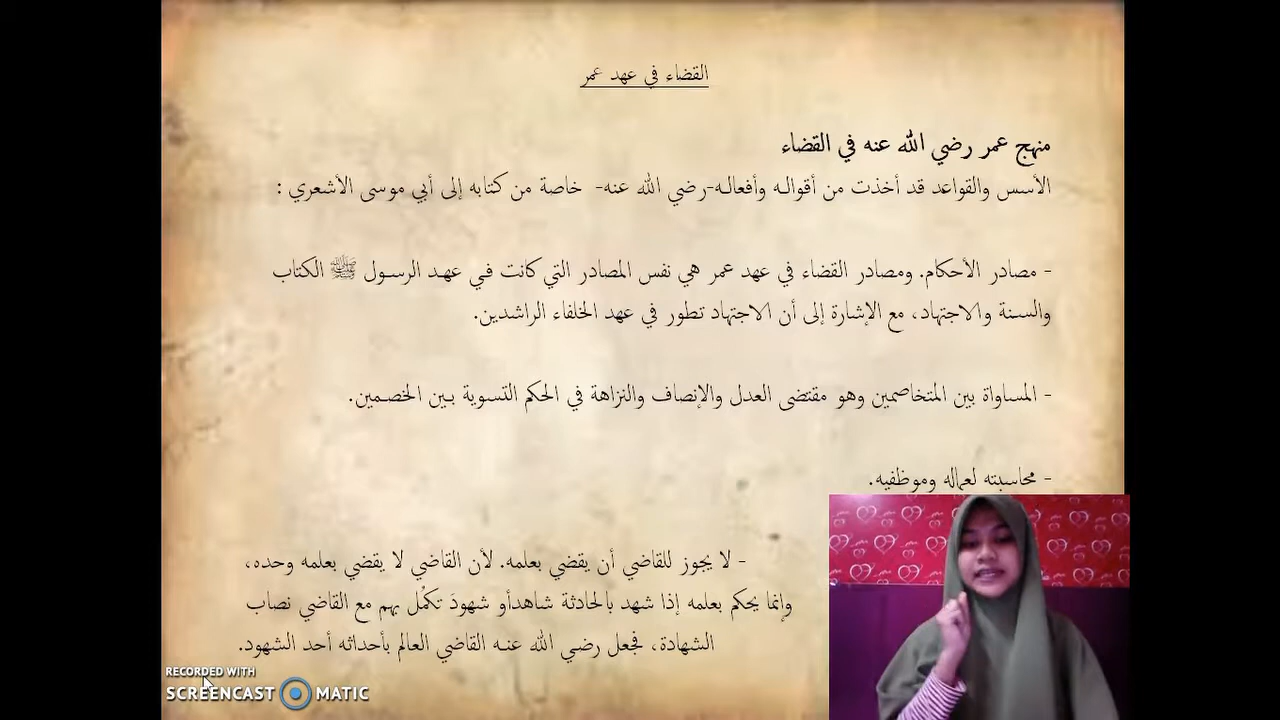 القضاء في عهد عمر
منهج عمر رضي الله عنه في القضاء
الأسس والقواعد قد أخذت من أقواله وأفعاله-رضي الله عنه- خاصة من كتابه إلى أبي موسى الأشعري :
- مصادر الأحكام. ومصادر القضاء في عهد عمر هي نفس المصادر التي كانت في عهد الرسول ﷺ الكتاب
والسنة والاجتهاد، مع الإشارة إلى أن الاجتهاد تطور في عهد الخلفاء الراشدين.
- المساواة بين المتخاصمين وهو مقتضى العدل والإنصاف والنزاهة في الحكم التسوية بين الخصمين.
- محاسبته لعماله وموظفيه.
- لا يجوز للقاضي أن يقضي بعلمه. لأن القاضي لا يقضي بعلمه وحده،
وإنما يحكم بعلمه إذا شهد بالحادثة شاهدأو شهودَ تكْمل بهم مع القاضي نصاب
الشهادة، فجعل رضي الله عنه القاضي العالم بأحداثه أحد الشهود.
RECORDED WITH
SCREENCAST MATIC